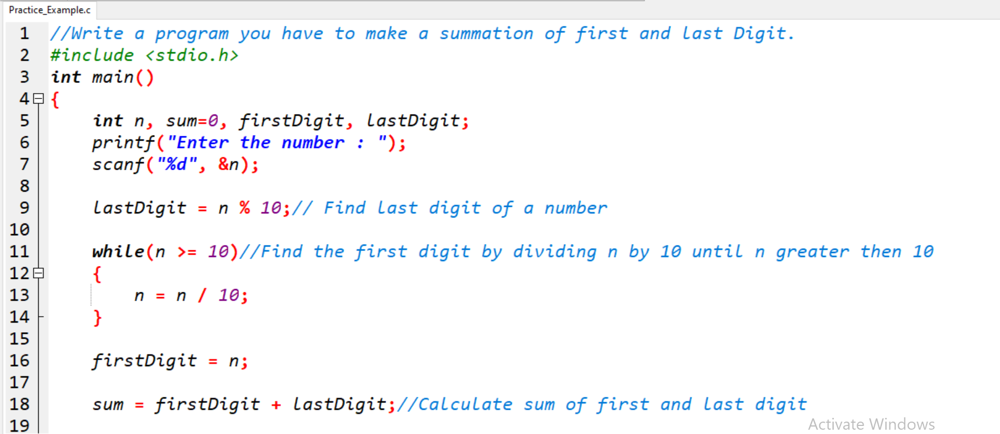 Practice_Example.c
1 //Write a program you have to make a summation of first and last Digit.
2 #include <stdio.h>
3 int main()
4 {
5 int n, sum=0, firstDigit, lastDigit;
6 printf("Enter the number : ");
7 scanf("%d", &n);
8
9 lastDigit = n % 10;// Find last digit of a number
10
11 while(n >= 10)//Find the first digit by dividing n by 10 until n greater then 10
12 {
13 n = n / 10;
14 }
15
16 firstDigit = n;
17
18 sum = firstDigit + lastDigit;//Calculate sum of first and last digit
19
Activate Windows